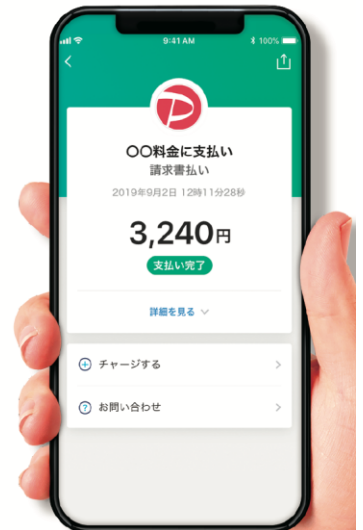 9:41 AM
100%
〇〇料金に支払い
請求書払い
2019年9月2日 12時11分28秒
3,240円
支払い完了
詳細を見る
チャージする
お問い合わせ